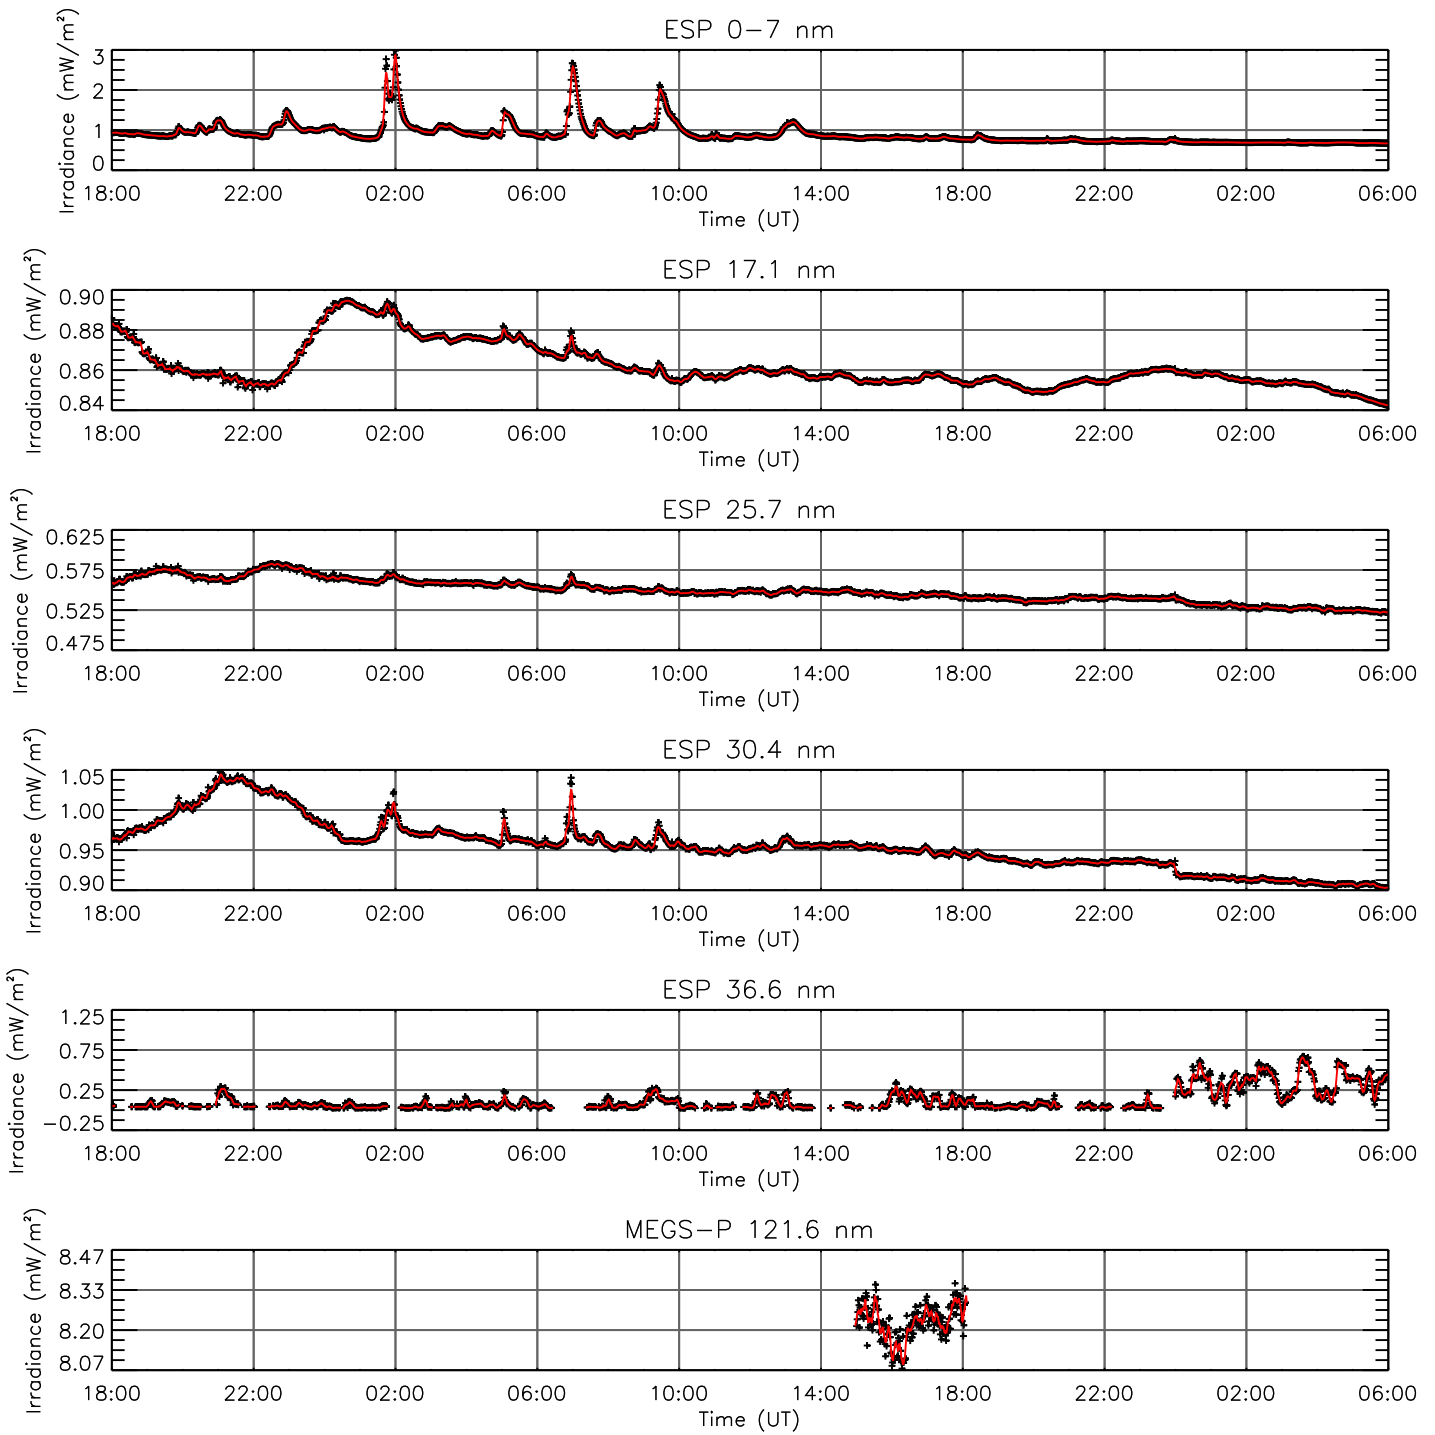 ESP 0−7 nm
Irradiance (mW/m²)
3
2
1
0
18:00 22:00 02:00 06:00 10:00 14:00 18:00 22:00 02:00 06:00
Time (UT)
ESP 17.1 nm
Irradiance (mW/m²)
0.90
0.88
0.86
0.84
18:00 22:00 02:00 06:00 10:00 14:00 18:00 22:00 02:00 06:00
Time (UT)
ESP 25.7 nm
Irradiance (mW/m²)
0.625
0.575
0.525
0.475
18:00 22:00 02:00 06:00 10:00 14:00 18:00 22:00 02:00 06:00
Time (UT)
ESP 30.4 nm
Irradiance (mW/m²)
1.05
1.00
0.95
0.90
18:00 22:00 02:00 06:00 10:00 14:00 18:00 22:00 02:00 06:00
Time (UT)
ESP 36.6 nm
Irradiance (mW/m²)
1.25
0.75
0.25
−0.25
18:00 22:00 02:00 06:00 10:00 14:00 18:00 22:00 02:00 06:00
Time (UT)
MEGS−P 121.6 nm
Irradiance (mW/m²)
8.47
8.33
8.20
8.07
18:00 22:00 02:00 06:00 10:00 14:00 18:00 22:00 02:00 06:00
Time (UT)